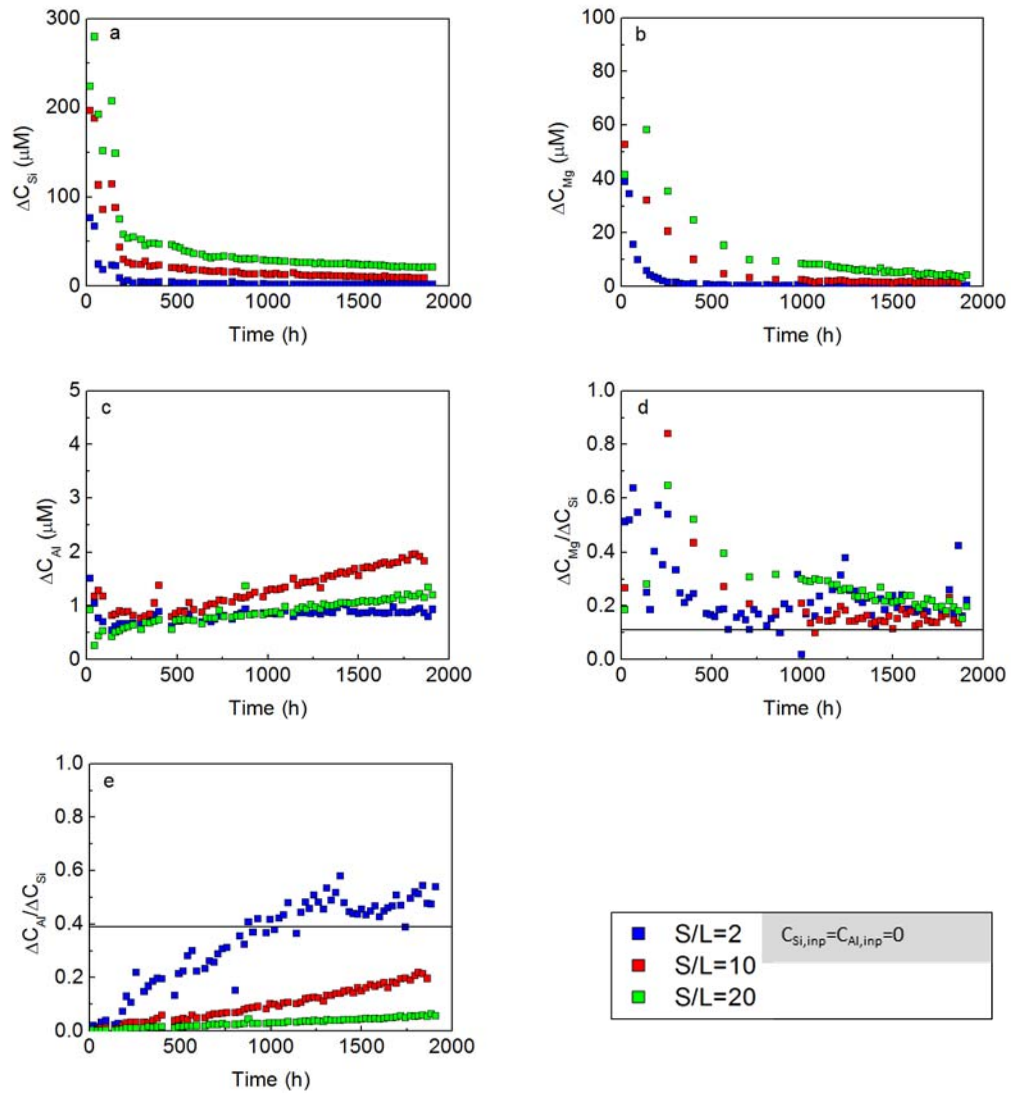 a
300
200
100
0
ΔC_Si (μM)
0 500 1000 1500 2000
Time (h)
b
100
80
60
40
20
0
ΔC_Mg (μM)
0 500 1000 1500 2000
Time (h)
c
5
4
3
2
1
0
ΔC_Al (μM)
0 500 1000 1500 2000
Time (h)
d
1.0
0.8
0.6
0.4
0.2
0.0
ΔC_Mg/ΔC_Si
0 500 1000 1500 2000
Time (h)
e
1.0
0.8
0.6
0.4
0.2
0.0
ΔC_Al/ΔC_Si
0 500 1000 1500 2000
Time (h)
S/L=2 C_Si,inp=C_Al,inp=0
S/L=10
S/L=20